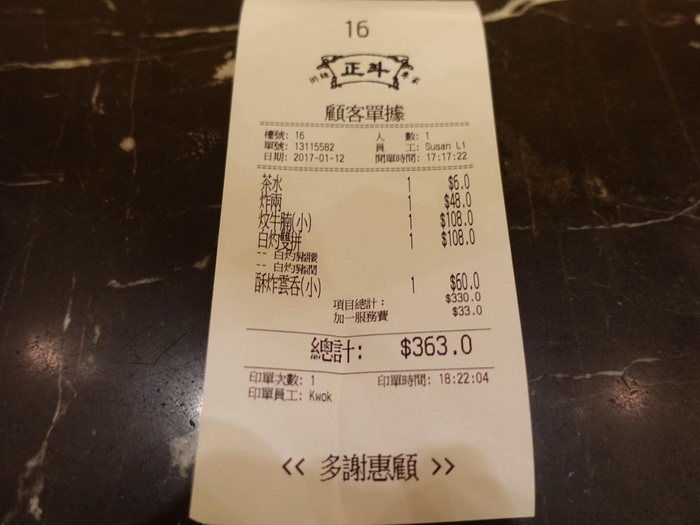 16
正斗
顧客單據
檯號: 16 人 數: 1
單號: 13115582 員 工: Susan Li
日期: 2017-01-12 開單時間: 17:17:22
茶水 1 $6.0
炸兩 1 $48.0
炆牛腩(小) 1 $108.0
白灼雙拼 1 $108.0
-- 白灼豬膶
-- 白灼豬
酥炸雲吞(小) 1 $60.0
項目總計: $330.0
加一服務費 $33.0
總計: $363.0
印單次數: 1 印單時間: 18:22:04
印單員工: Kwok
<< 多謝惠顧 >>